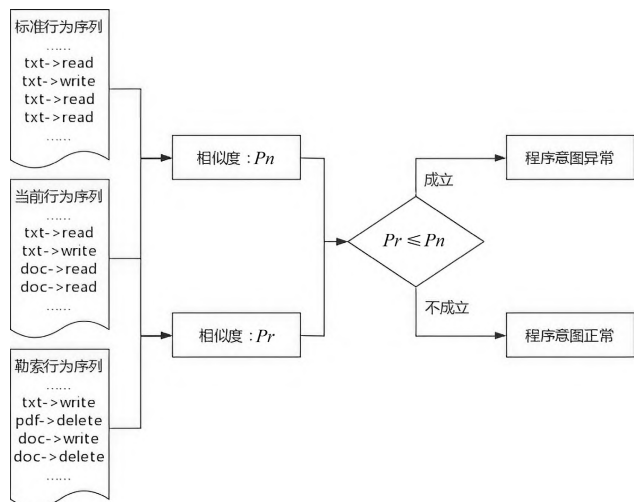 标准行为序列
……
txt->read
txt->write
txt->read
txt->read
……
当前行为序列
……
txt->read
txt->write
doc->read
doc->read
……
勒索行为序列
……
txt->write
pdf->delete
doc->write
doc->delete
……
相似度：Pn
相似度：Pr
Pr ≤ Pn
成立
不成立
程序意图异常
程序意图正常